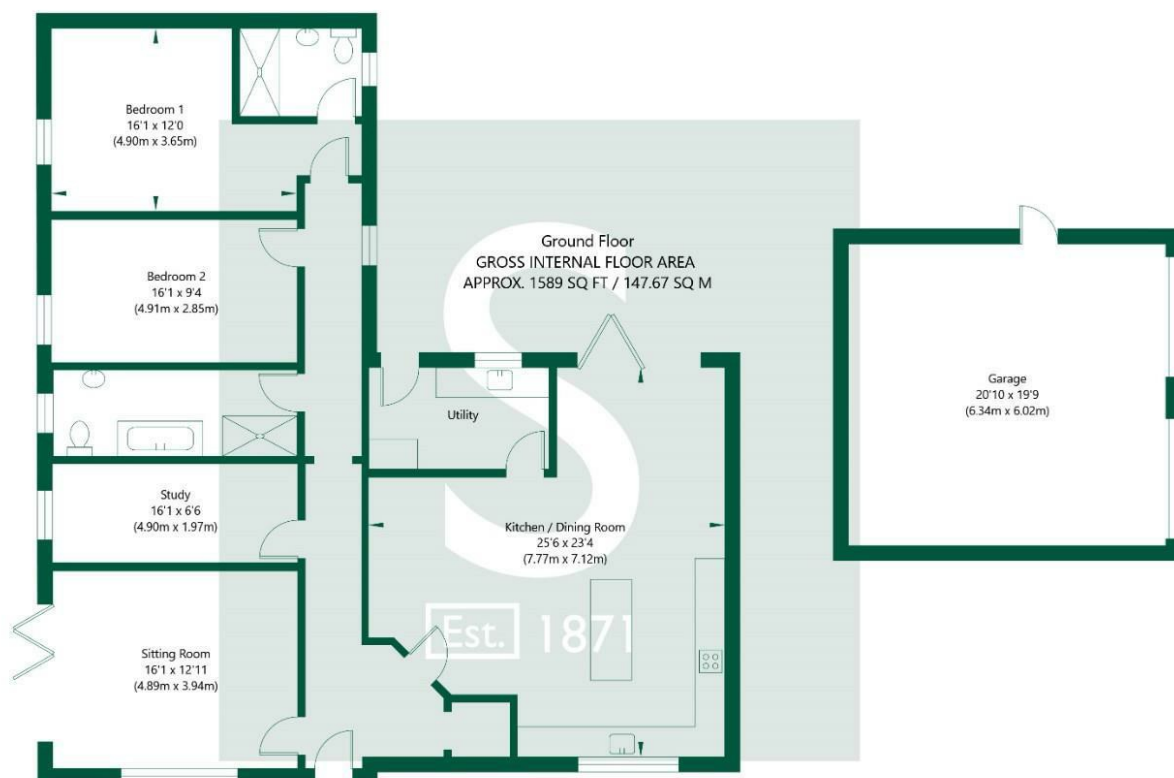 Bedroom 1
16'1 x 12'0
(4.90m x 3.65m)
Bedroom 2
16'1 x 9'4
(4.91m x 2.85m)
Ground Floor
GROSS INTERNAL FLOOR AREA
APPROX. 1589 SQ FT / 147.67 SQ M
Garage
20'10 x 19'9
(6.34m x 6.02m)
Utility
Study
16'1 x 6'6
(4.90m x 1.97m)
Kitchen / Dining Room
25'6 x 23'4
(7.77m x 7.12m)
Sitting Room
16'1 x 12'11
(4.89m x 3.94m)
S
Est. 1871